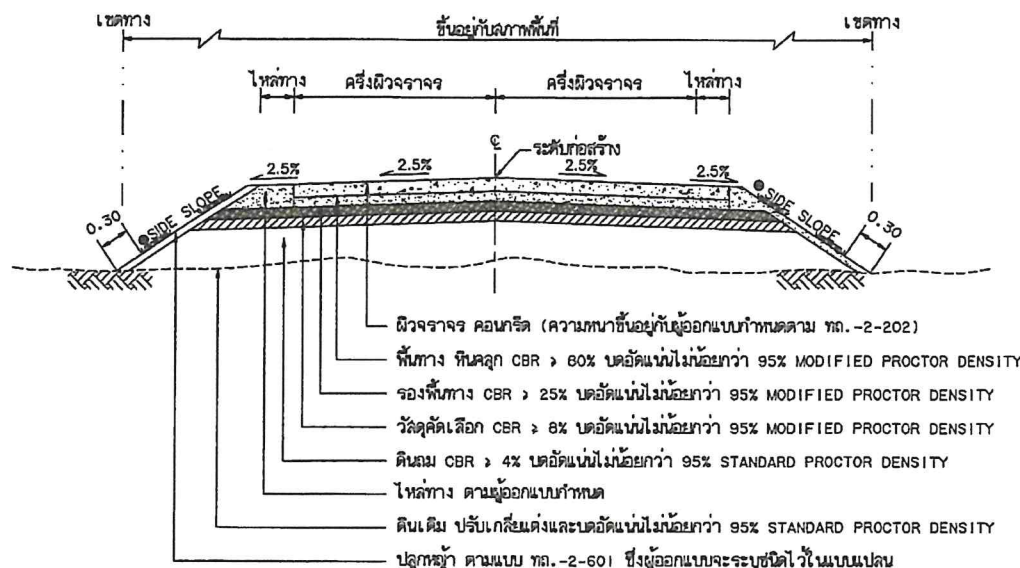 เขตทาง ขึ้นอยู่กับสภาพพื้นที่ เขตทาง
ไหล่ทาง ครึ่งผิวจราจร ครึ่งผิวจราจร ไหล่ทาง
℄ ระดับก่อสร้าง
2.5% 2.5% 2.5% 2.5%
SIDE SLOPE SIDE SLOPE
0.30 0.30
ผิวจราจร คอนกรีต (ความหนาขึ้นอยู่กับผู้ออกแบบกำหนดตาม ทถ.-2-202)
พื้นทาง หินคลุก CBR ≥ 80% บดอัดแน่นไม่น้อยกว่า 95% MODIFIED PROCTOR DENSITY
รองพื้นทาง CBR ≥ 25% บดอัดแน่นไม่น้อยกว่า 95% MODIFIED PROCTOR DENSITY
วัสดุคัดเลือก CBR ≥ 8% บดอัดแน่นไม่น้อยกว่า 95% MODIFIED PROCTOR DENSITY
ดินถม CBR ≥ 4% บดอัดแน่นไม่น้อยกว่า 95% STANDARD PROCTOR DENSITY
ไหล่ทาง ตามผู้ออกแบบกำหนด
ดินเดิม ปรับเกลี่ยแต่งและบดอัดแน่นไม่น้อยกว่า 95% STANDARD PROCTOR DENSITY
ปลูกหญ้า ตามแบบ ทถ.-2-601 ซึ่งผู้ออกแบบจะระบุชนิดไว้ในแบบแปลน